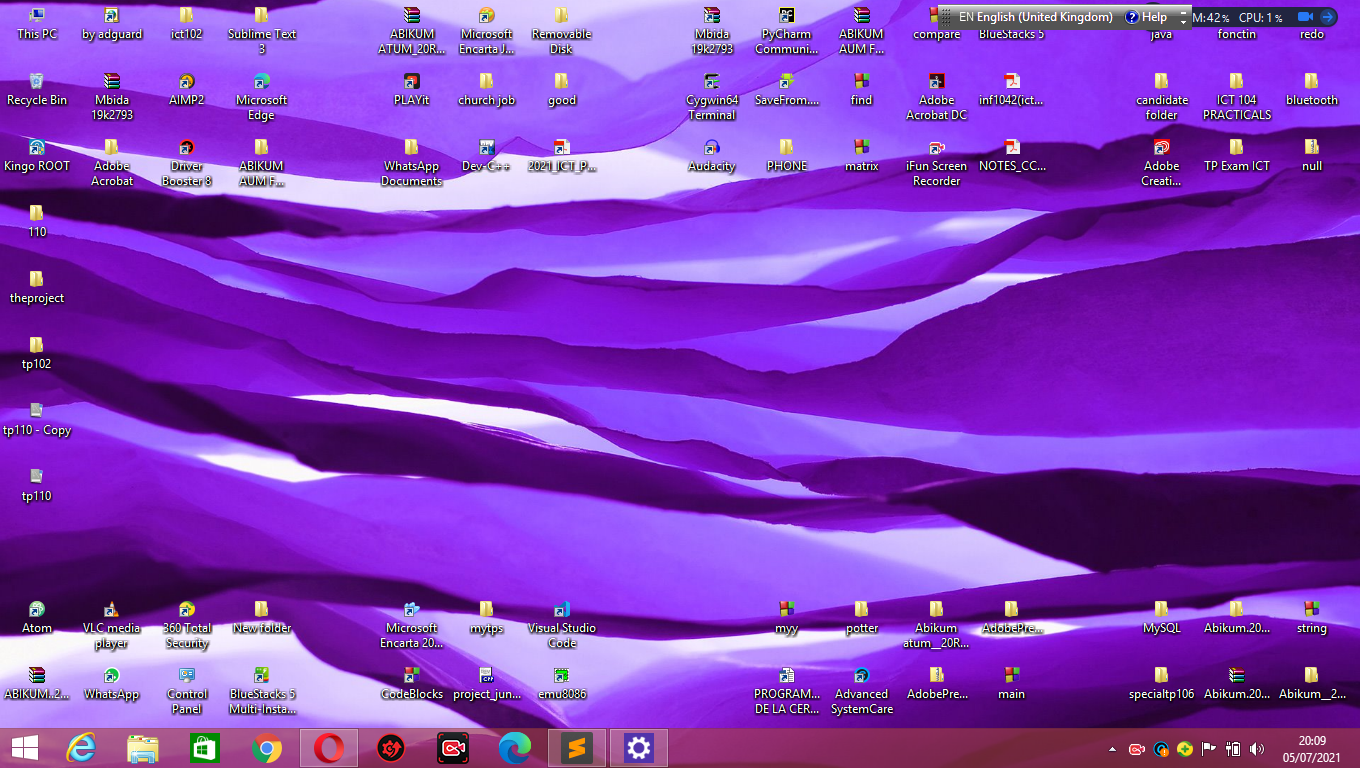 EN English (United Kingdom) Help M:42% CPU:1%
This PC
by adguard
ict102
Sublime Text
3
ABIKUM
ATUM_20R...
Microsoft
Encarta J...
Removable
Disk
Mbida
19k2793
PyCharm
Communi...
ABIKUM
AUM F...
compare
BlueStacks 5
java
fonctin
redo
Recycle Bin
Mbida
19k2793
AIMP2
Microsoft
Edge
PLAYit
church job
good
Cygwin64
Terminal
SaveFrom....
find
Adobe
Acrobat DC
inf1042(ict...
candidate
folder
ICT 104
PRACTICALS
bluetooth
Kingo ROOT
Adobe
Acrobat
Driver
Booster 8
ABIKUM
AUM F...
WhatsApp
Documents
Dev-C++
2021_ICT_P...
Audacity
PHONE
matrix
iFun Screen
Recorder
NOTES_CC...
Adobe
Creati...
TP Exam ICT
null
110
theproject
tp102
tp110 - Copy
tp110
Atom
VLC media
player
360 Total
Security
New folder
Microsoft
Encarta 20...
mytps
Visual Studio
Code
myy
potter
Abikum
atum__20R...
AdobePre...
MySQL
Abikum.20...
string
ABIKUM..2...
WhatsApp
Control
Panel
BlueStacks 5
Multi-Insta...
CodeBlocks
project_jun...
emu8086
PROGRAM...
DE LA CER...
Advanced
SystemCare
AdobePre...
main
specialtp106
Abikum.20...
Abikum__2...
20:09
05/07/2021